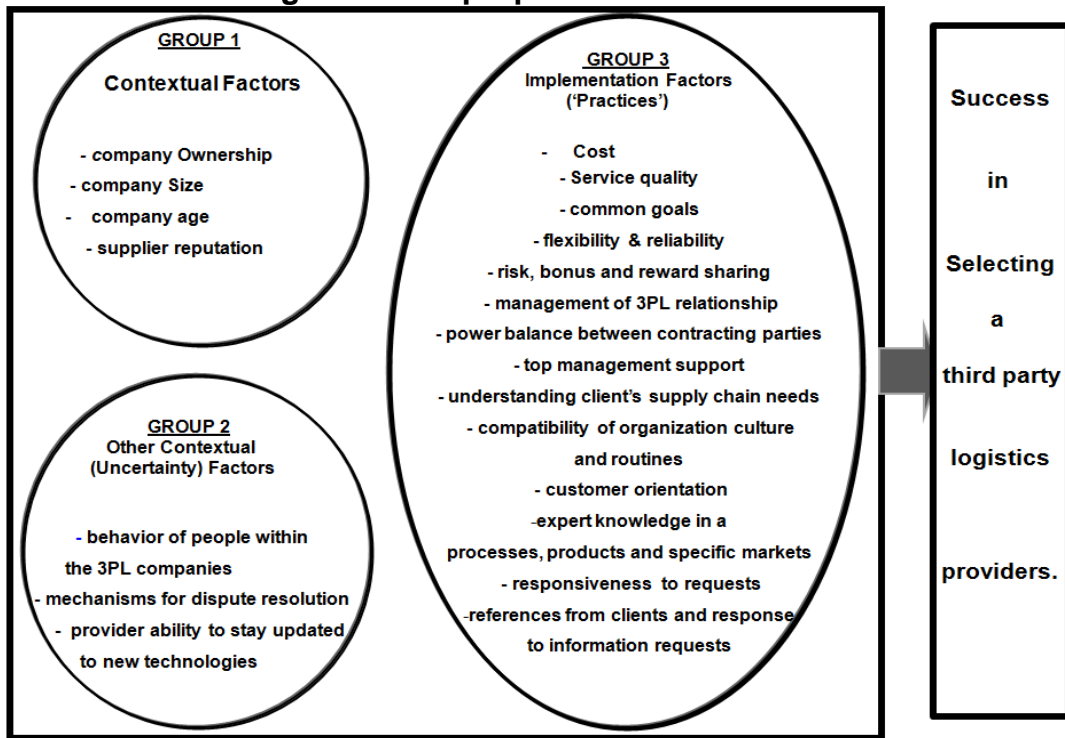 GROUP 1
Contextual Factors
- company Ownership
- company Size
- company age
- supplier reputation
GROUP 2
Other Contextual
(Uncertainty) Factors
- behavior of people within
the 3PL companies
- mechanisms for dispute resolution
- provider ability to stay updated
to new technologies
GROUP 3
Implementation Factors
(‘Practices’)
- Cost
- Service quality
- common goals
- flexibility & reliability
- risk, bonus and reward sharing
- management of 3PL relationship
- power balance between contracting parties
- top management support
- understanding client’s supply chain needs
- compatibility of organization culture
and routines
- customer orientation
-expert knowledge in a
processes, products and specific markets
- responsiveness to requests
-references from clients and response
to information requests
Success
in
Selecting
a
third party
logistics
providers.